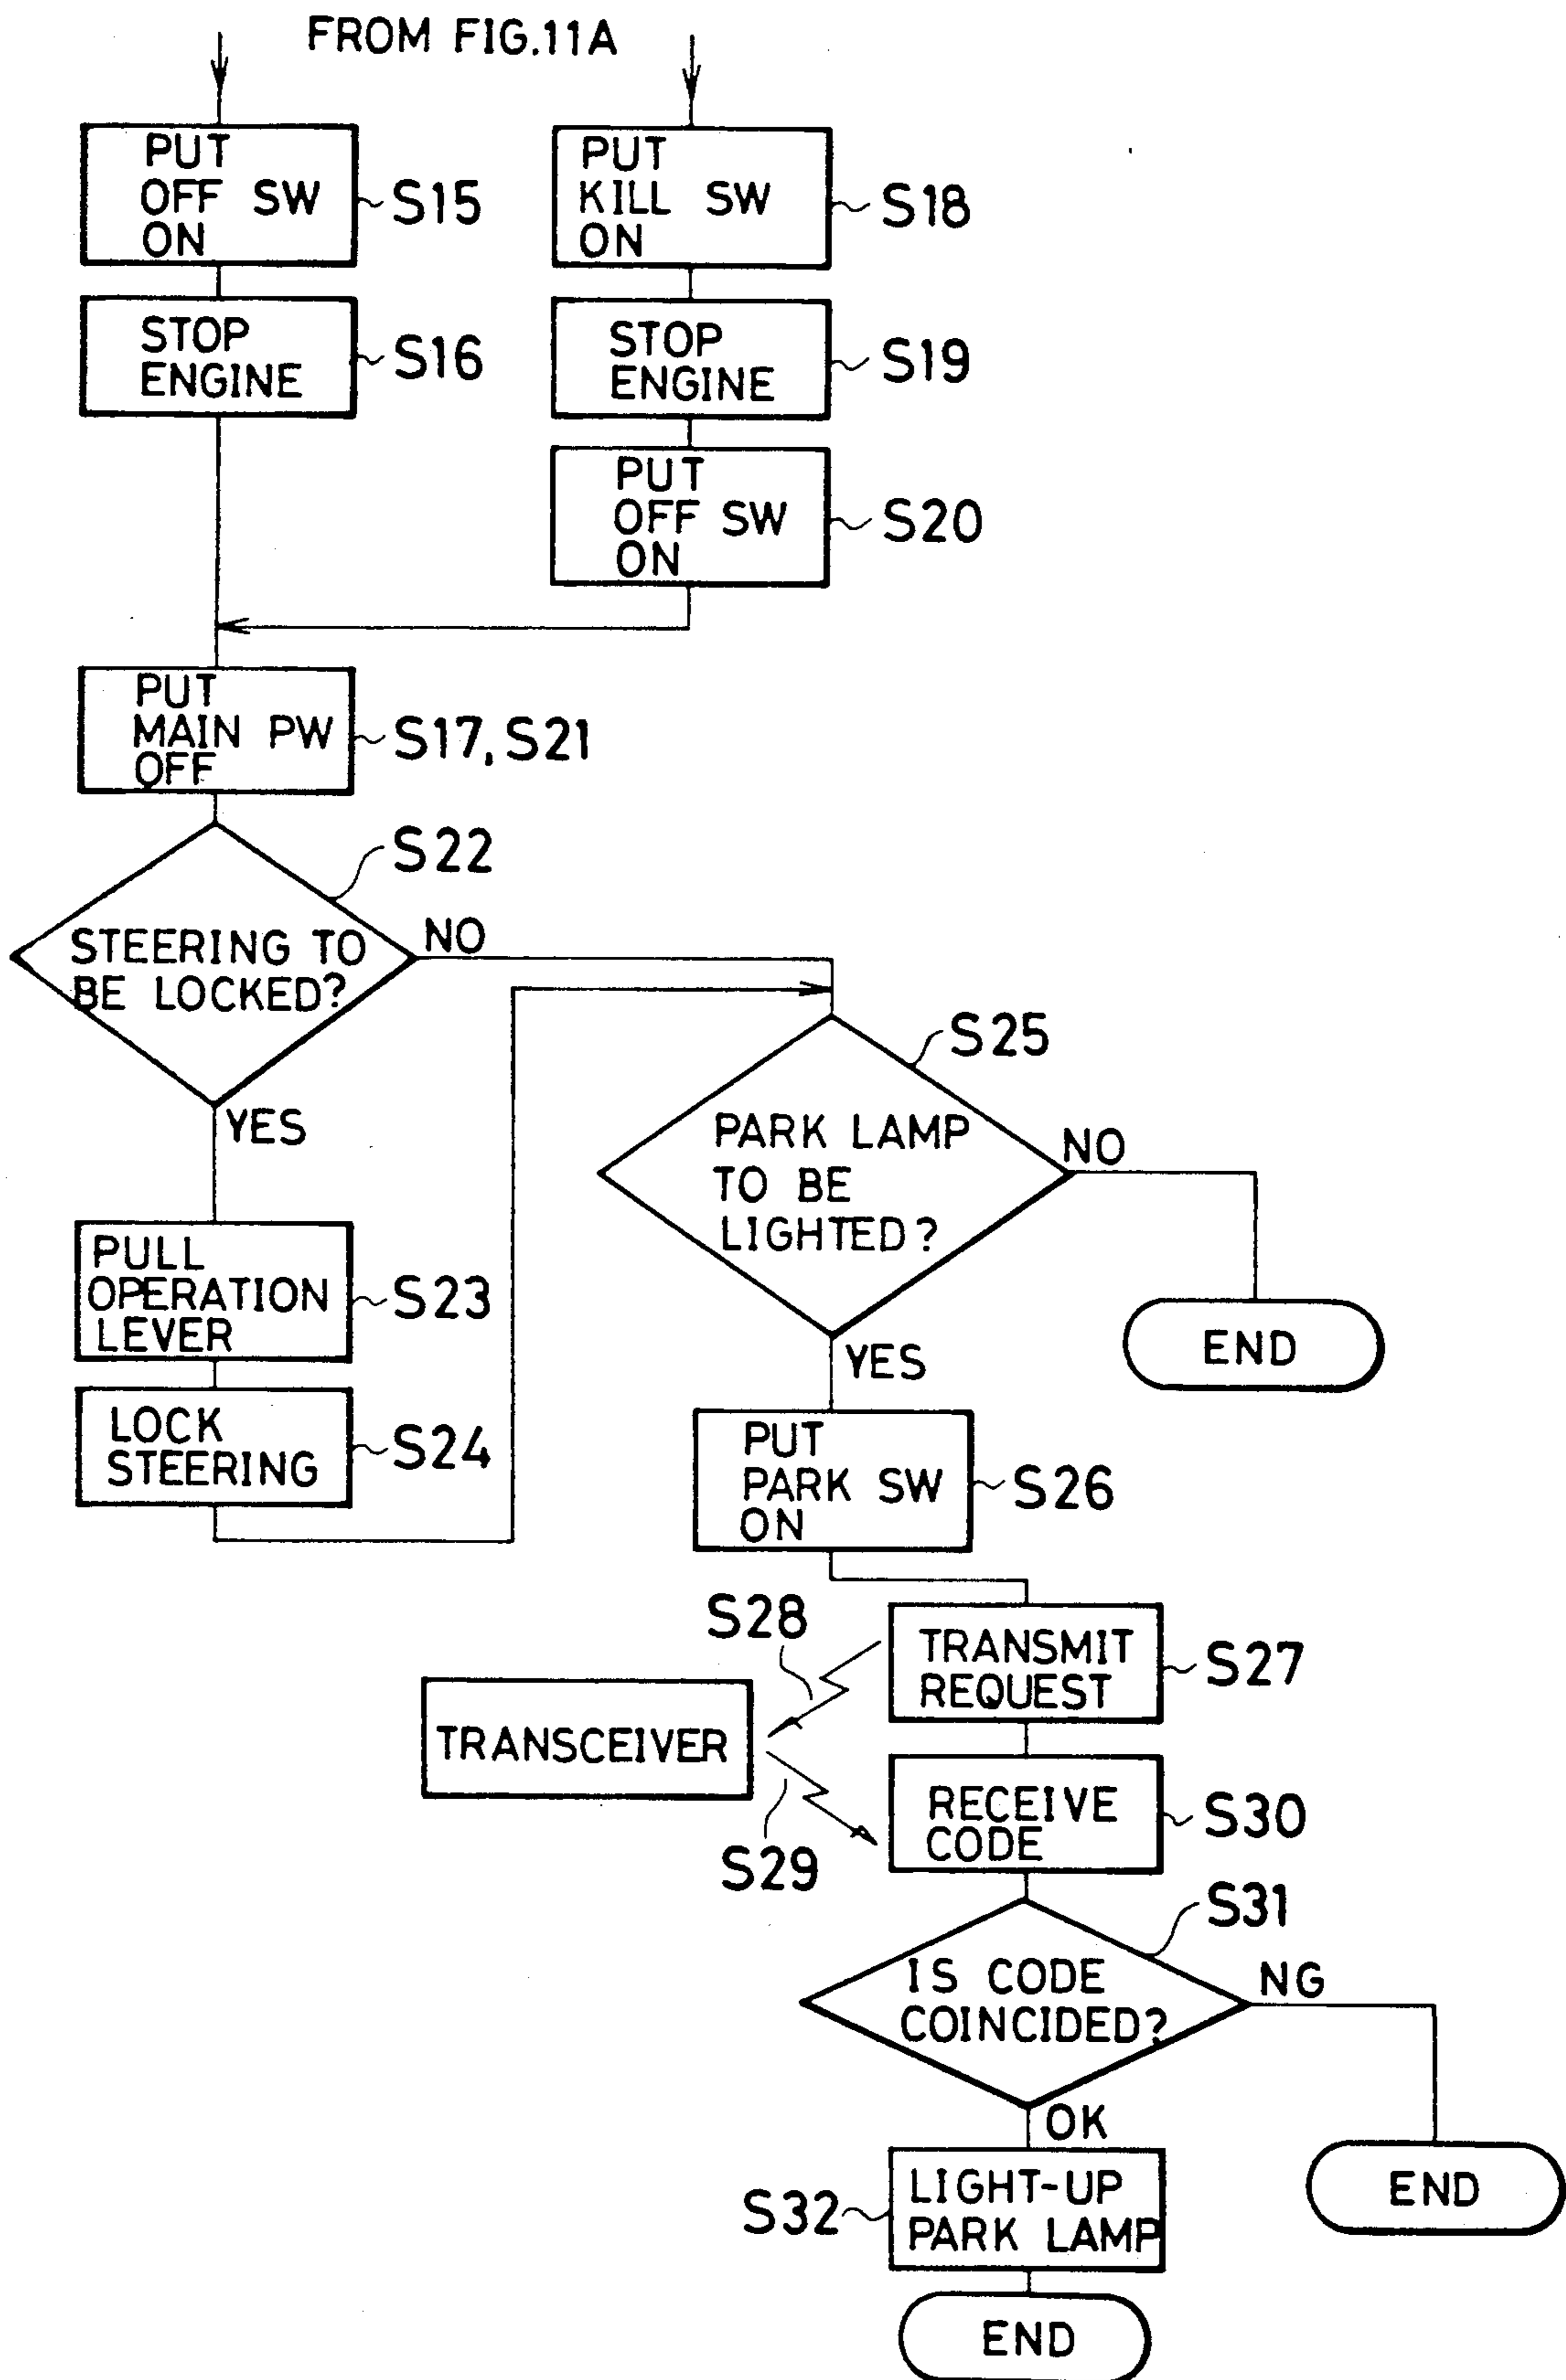 FROM FIG.11A
PUT
OFF SW
ON
S15
PUT
KILL SW
ON
S18
STOP
ENGINE
S16
STOP
ENGINE
S19
PUT
OFF SW
ON
S20
PUT
MAIN PW
OFF
S17, S21
S22
STEERING TO
BE LOCKED?
NO
YES
S25
PARK LAMP
TO BE
LIGHTED?
NO
END
YES
PULL
OPERATION
LEVER
S23
LOCK
STEERING
S24
PUT
PARK SW
ON
S26
S28
TRANSMIT
REQUEST
S27
TRANSCEIVER
S29
RECEIVE
CODE
S30
S31
IS CODE
COINCIDED?
NG
OK
END
S32
LIGHT-UP
PARK LAMP
END